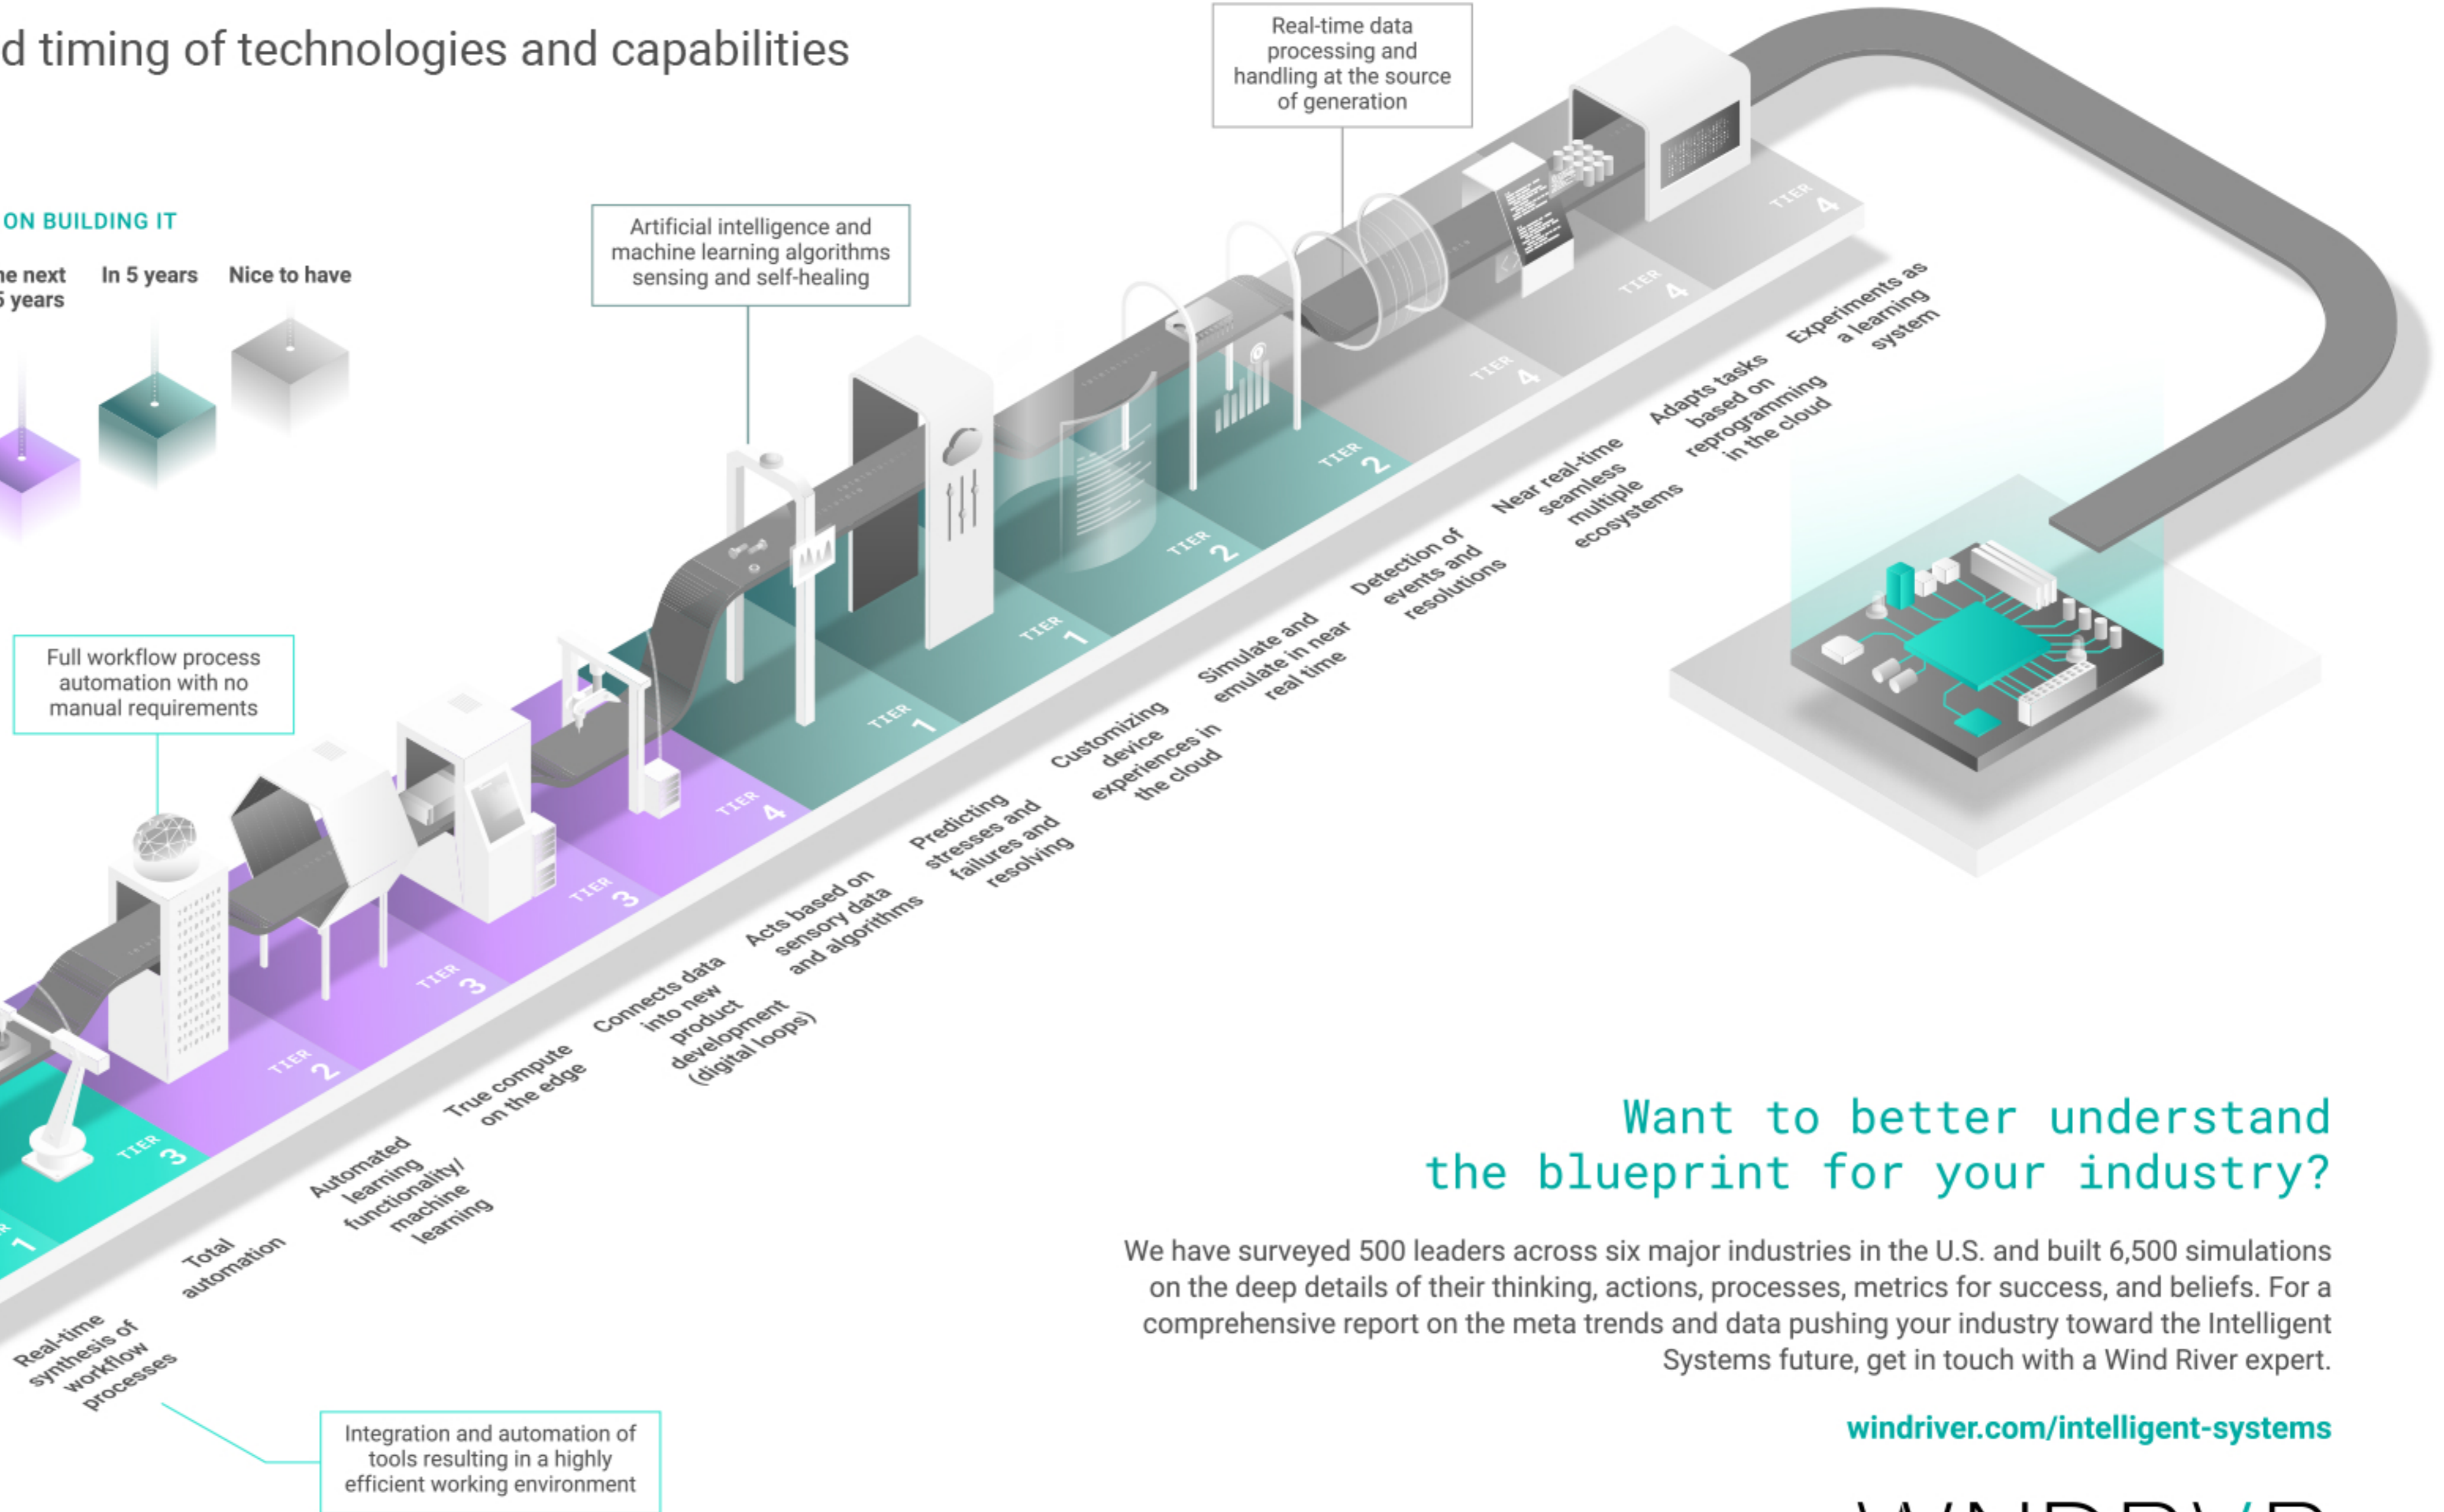 d timing of technologies and capabilities
ON BUILDING IT
ne next
5 years
In 5 years
Nice to have
Real-time data
processing and
handling at the source
of generation
Artificial intelligence and
machine learning algorithms
sensing and self-healing
Full workflow process
automation with no
manual requirements
TIER
4
TIER
4
TIER
4
TIER
2
TIER
2
TIER
1
TIER
1
TIER
4
TIER
3
TIER
3
TIER
2
TIER
3
R
1
Experiments as
a learning
system
Adapts tasks
based on
reprogramming
in the cloud
Near real-time
seamless
multiple
ecosystems
Detection of
events and
resolutions
Simulate and
emulate in near
real time
Customizing
device
experiences in
the cloud
Predicting
stresses and
failures and
resolving
Acts based on
sensory data
and algorithms
Connects data
into new
product
development
(digital loops)
True compute
on the edge
Automated
learning
functionality/
machine
learning
Total
automation
Real-time
synthesis of
workflow
processes
Integration and automation of
tools resulting in a highly
efficient working environment
Want to better understand
the blueprint for your industry?
We have surveyed 500 leaders across six major industries in the U.S. and built 6,500 simulations
on the deep details of their thinking, actions, processes, metrics for success, and beliefs. For a
comprehensive report on the meta trends and data pushing your industry toward the Intelligent
Systems future, get in touch with a Wind River expert.
windriver.com/intelligent-systems